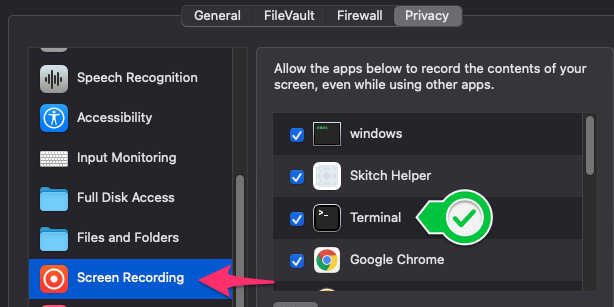 General
FileVault
Firewall
Privacy
Speech Recognition
Accessibility
Input Monitoring
Full Disk Access
Files and Folders
Screen Recording
Allow the apps below to record the contents of your
screen, even while using other apps.
windows
Skitch Helper
Terminal
Google Chrome